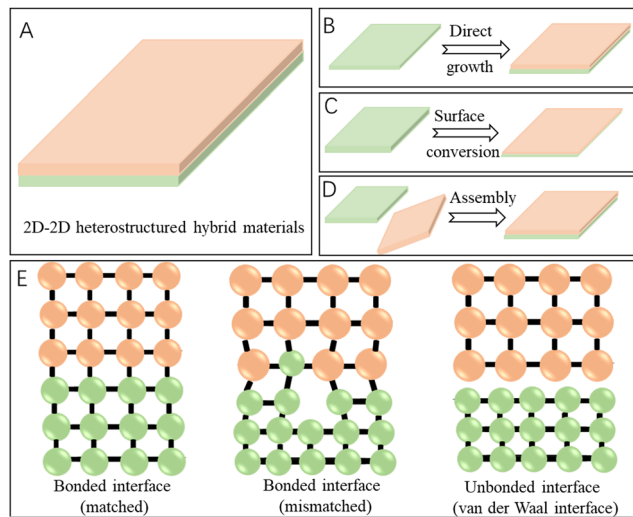 A
2D-2D heterostructured hybrid materials
B
Direct
growth
C
Surface
conversion
D
Assembly
E
Bonded interface
(matched)
Bonded interface
(mismatched)
Unbonded interface
(van der Waal interface)